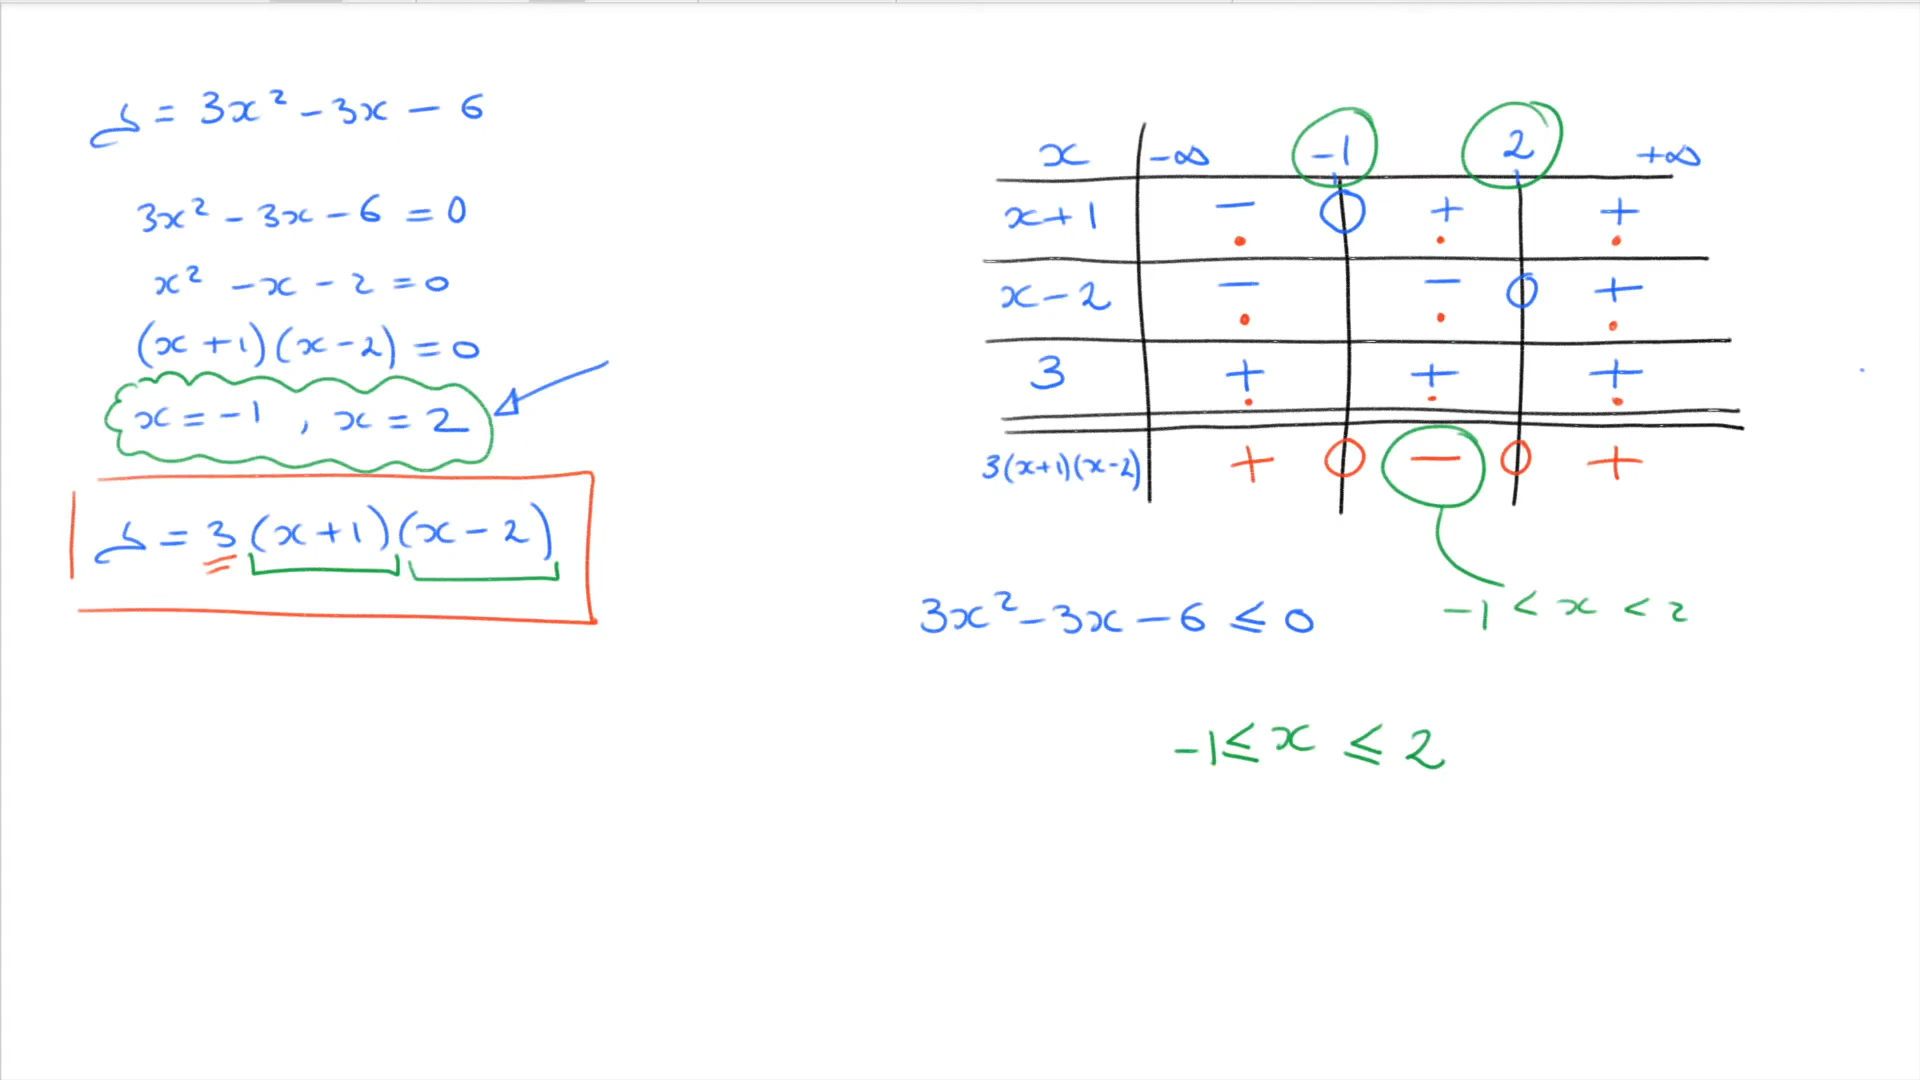 ك = 3x² - 3x - 6
3x² - 3x - 6 = 0
x² - x - 2 = 0
(x + 1)(x - 2) = 0
x = -1 , x = 2
ك = 3(x + 1)(x - 2)
x -∞ -1 2 +∞
x + 1 - 0 + +
x - 2 - - 0 +
3 + + +
3(x+1)(x-2) + 0 - 0 +
3x² - 3x - 6 ≤ 0
-1 < x < 2
-1 ≤ x ≤ 2